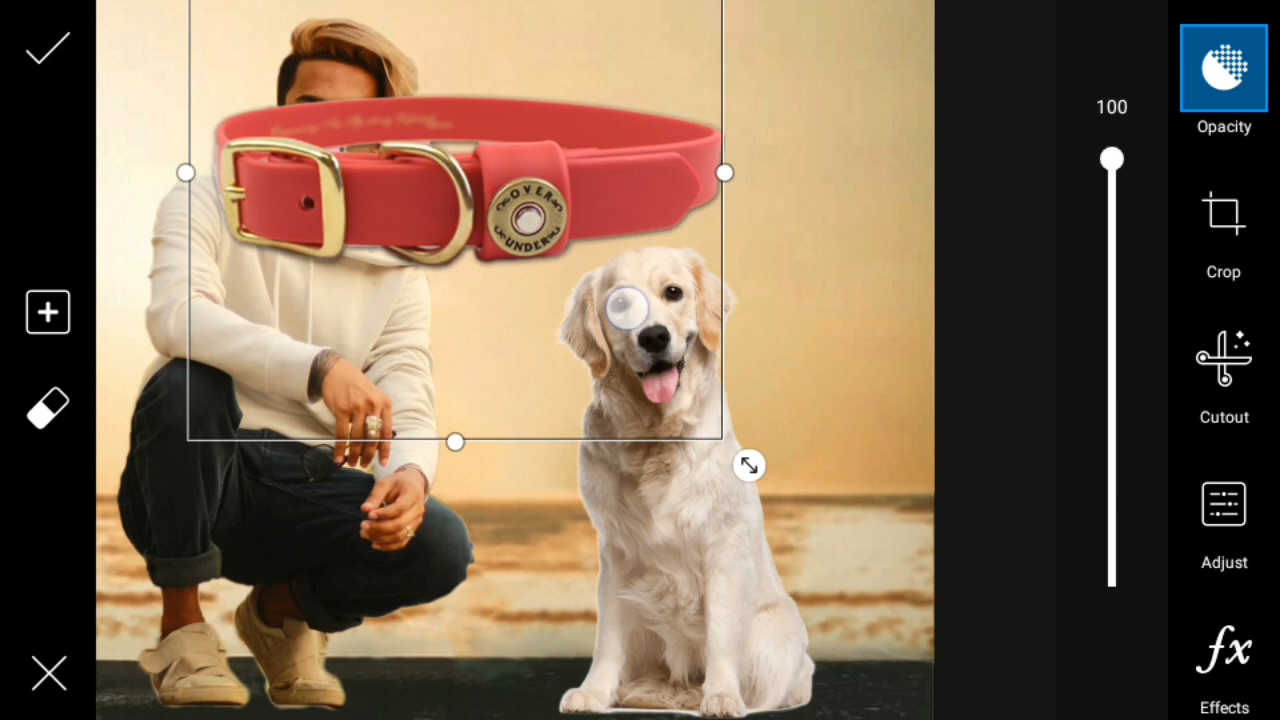 100
Opacity
Crop
Cutout
Adjust
fx
Effects
OVER
UNDER